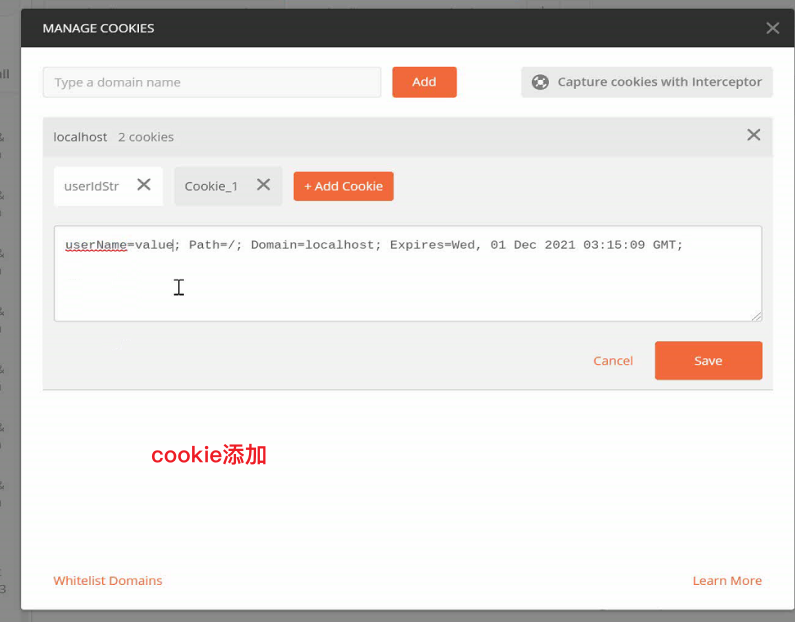 MANAGE COOKIES
Type a domain name
Add
Capture cookies with Interceptor
localhost 2 cookies
userIdStr
Cookie_1
+ Add Cookie
userName=value; Path=/; Domain=localhost; Expires=Wed, 01 Dec 2021 03:15:09 GMT;
Cancel
Save
cookie添加
Whitelist Domains
Learn More